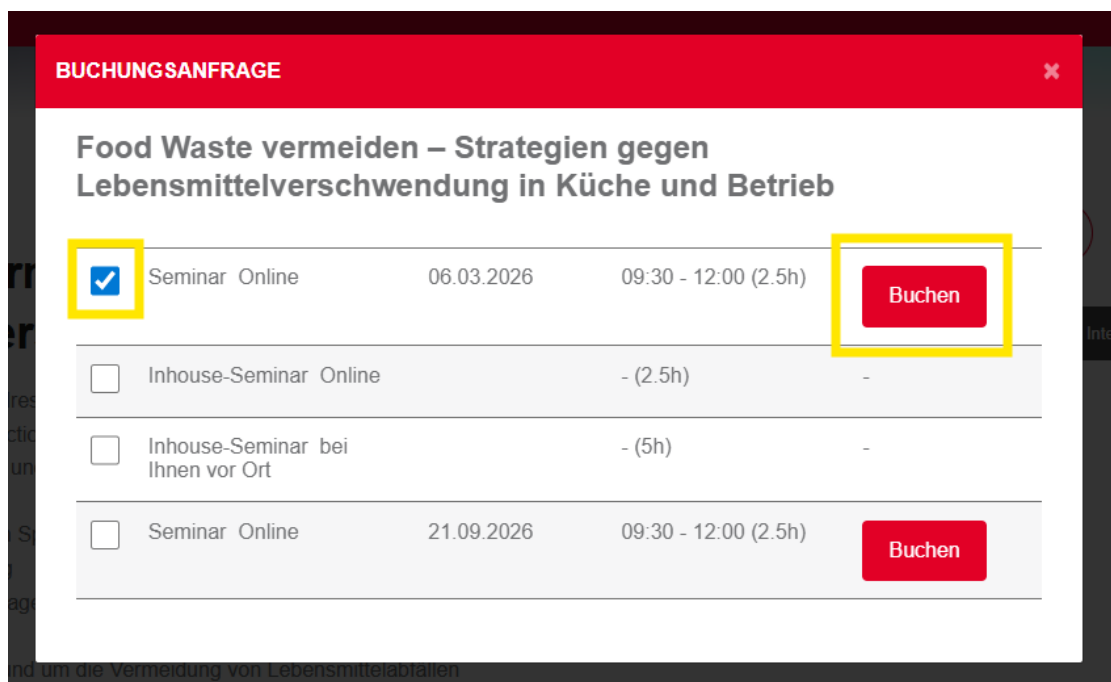 BUCHUNGSANFRAGE ×
Food Waste vermeiden – Strategien gegen
Lebensmittelverschwendung in Küche und Betrieb
Seminar Online 06.03.2026 09:30 - 12:00 (2.5h) Buchen
Inhouse-Seminar Online - (2.5h) -
Inhouse-Seminar bei - (5h) -
Ihnen vor Ort
Seminar Online 21.09.2026 09:30 - 12:00 (2.5h) Buchen
und um die Vermeidung von Lebensmittelabfällen